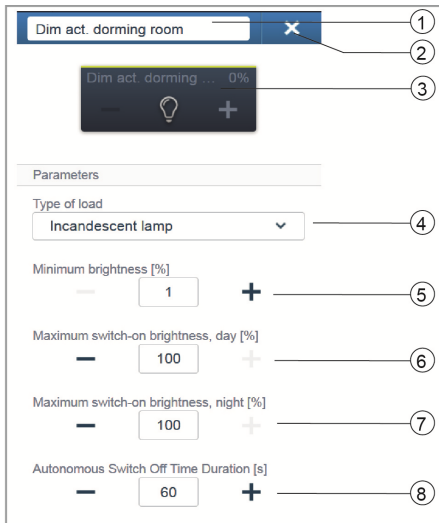 Dim act. dorming room
1
2
Dim act. dorming ... 0%
3
Parameters
Type of load
Incandescent lamp
4
Minimum brightness [%]
1
5
Maximum switch-on brightness, day [%]
100
6
Maximum switch-on brightness, night [%]
100
7
Autonomous Switch Off Time Duration [s]
60
8